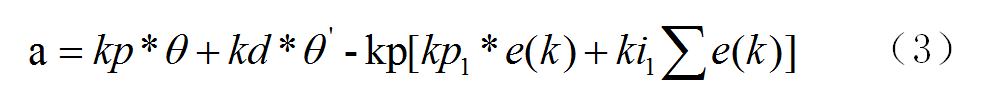 a = kp * θ + kd * θ' - kp[kp₁ * e(k) + ki₁ ∑ e(k)] （3）